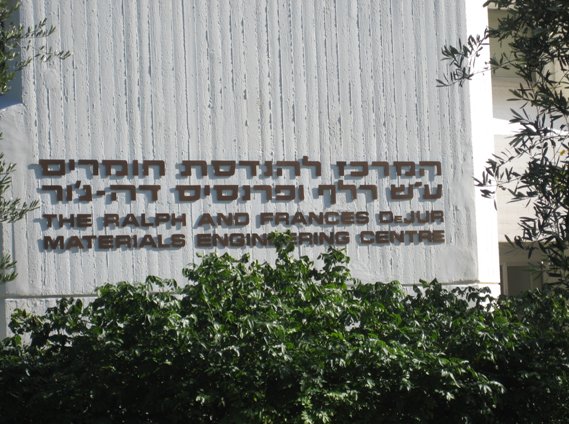 המרכז להנדסת חומרים
ע״ש רלף ופרנסיס דה-ג׳ור
THE RALPH AND FRANCES DeJUR
MATERIALS ENGINEERING CENTRE